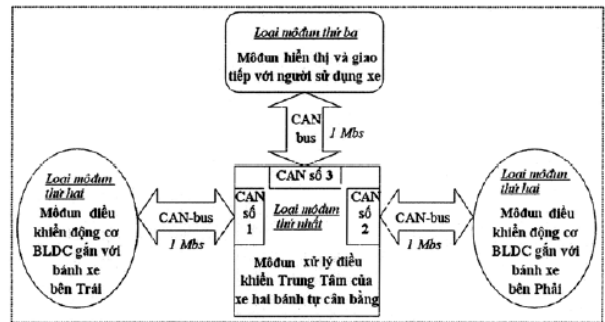 Loại môđun thứ ba
Môđun hiển thị và giao
tiếp với người sử dụng xe
CAN
bus
1 Mbs
CAN số 3
Loại môđun
thứ hai
Môđun điều
khiển động cơ
BLDC gắn với
bánh xe
bên Trái
CAN-bus
1 Mbs
CAN
số
1
Loại môđun
thứ nhất
CAN
số
2
Môđun xử lý điều
khiển Trung Tâm của
xe hai bánh tự cân bằng
CAN-bus
1 Mbs
Loại môđun
thứ hai
Môđun điều
khiển động cơ
BLDC gắn với
bánh xe
bên Phải